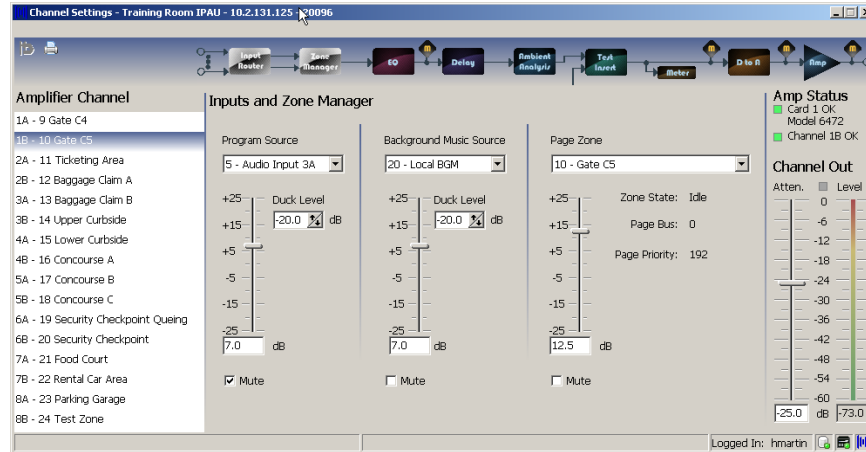 Channel Settings - Training Room IPAU - 10.2.131.125 - 20096
Input Router
Zone Manager
EQ
m
Delay
Ambient Analysis
Test Insert
Meter
m
D to A
m
Amp
m
Amplifier Channel
1A - 9 Gate C4
1B - 10 Gate C5
2A - 11 Ticketing Area
2B - 12 Baggage Claim A
3A - 13 Baggage Claim B
3B - 14 Upper Curbside
4A - 15 Lower Curbside
4B - 16 Concourse A
5A - 17 Concourse B
5B - 18 Concourse C
6A - 19 Security Checkpoint Queing
6B - 20 Security Checkpoint
7A - 21 Food Court
7B - 22 Rental Car Area
8A - 23 Parking Garage
8B - 24 Test Zone
Inputs and Zone Manager
Program Source
5 - Audio Input 3A
+25
+15
+5
-5
-15
-25
Duck Level
-20.0 dB
7.0 dB
Mute
Background Music Source
20 - Local BGM
+25
+15
+5
-5
-15
-25
Duck Level
-20.0 dB
7.0 dB
Mute
Page Zone
10 - Gate C5
+25
+15
+5
-5
-15
-25
Zone State: Idle
Page Bus: 0
Page Priority: 192
12.5 dB
Mute
Amp Status
Card 1 OK
Model 6472
Channel 1B OK
Channel Out
Atten. Level
0
-6
-12
-18
-24
-30
-36
-42
-48
-54
-60
-25.0 dB -73.0
Logged In: hmartin